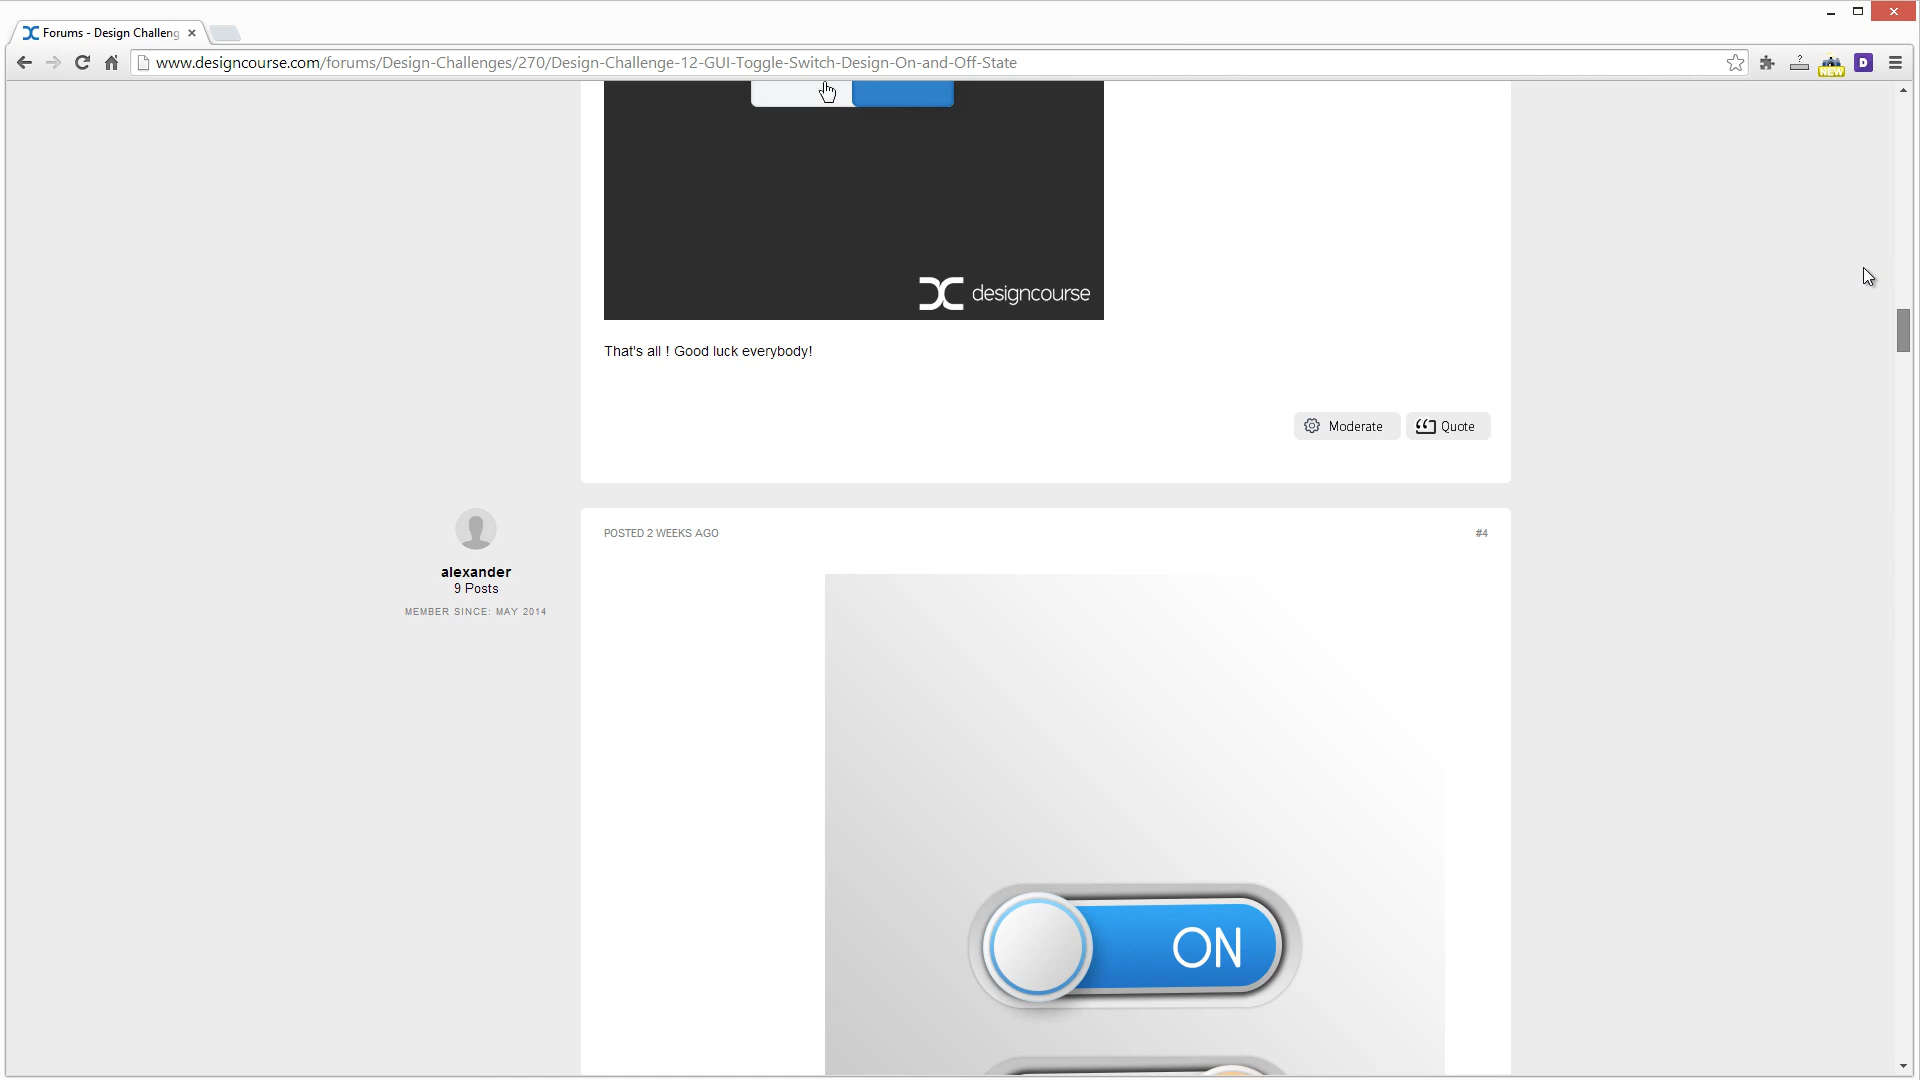 Forums - Design Challeng
www.designcourse.com/forums/Design-Challenges/270/Design-Challenge-12-GUI-Toggle-Switch-Design-On-and-Off-State
NEW
D
designcourse
That's all ! Good luck everybody!
Moderate
Quote
POSTED 2 WEEKS AGO
#4
alexander
9 Posts
MEMBER SINCE: MAY 2014
ON